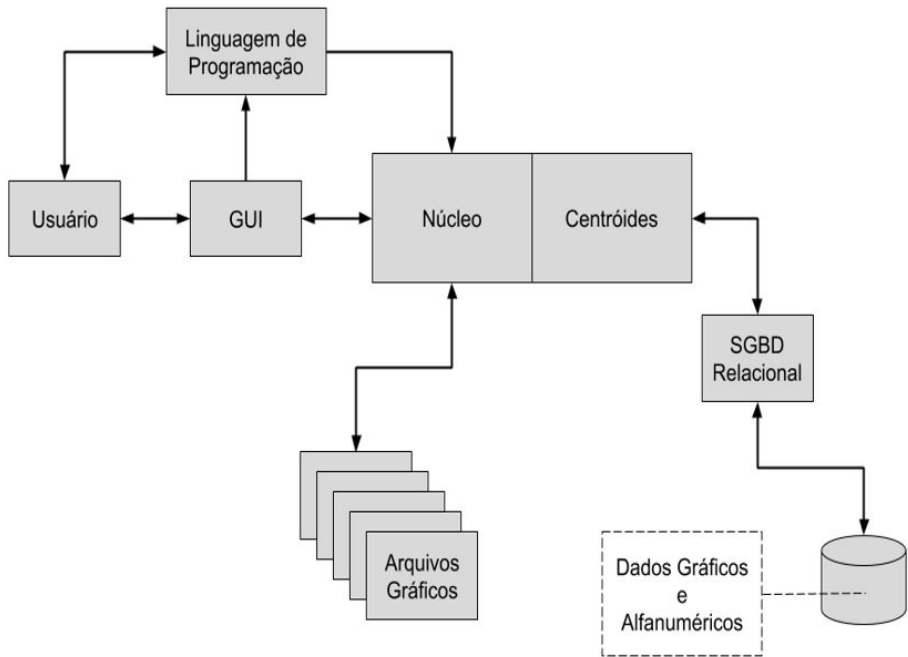 Linguagem de
Programação
Usuário
GUI
Núcleo
Centróides
SGBD
Relacional
Arquivos
Gráficos
Dados Gráficos
e
Alfanuméricos